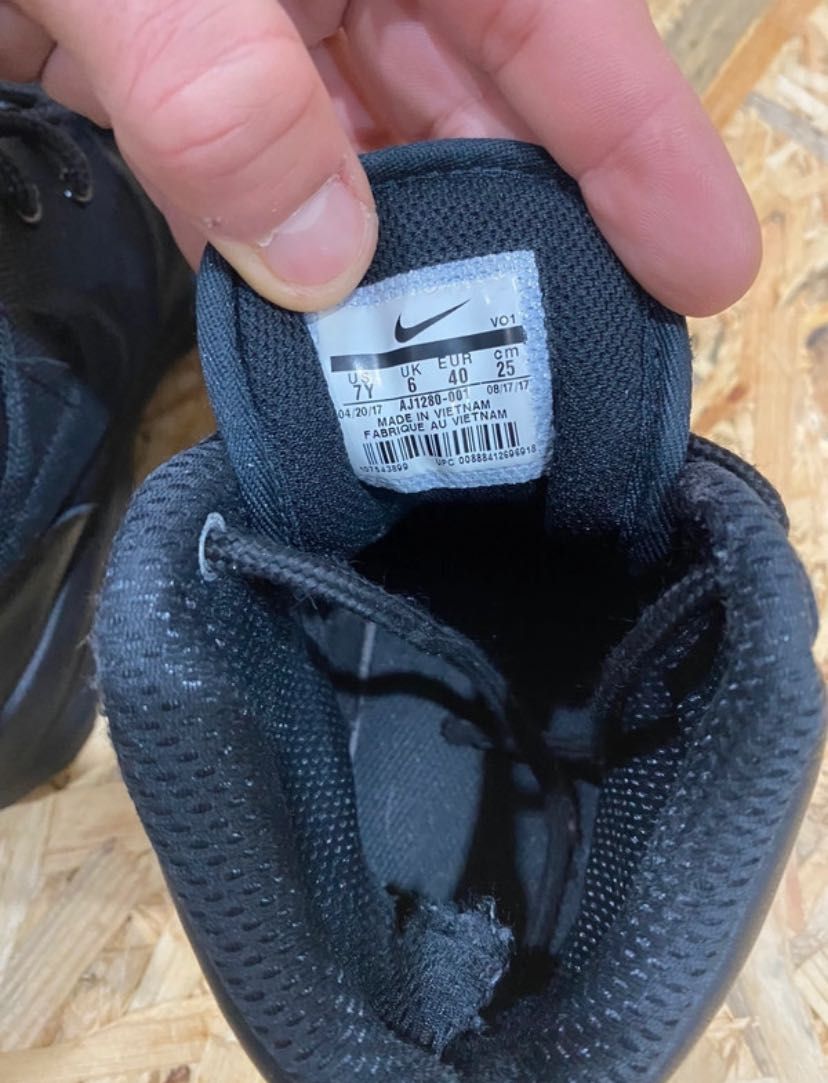 VO1
US UK EUR cm
7Y 6 40 25
04/20/17 AJ1280-001 08/17/17
MADE IN VIETNAM
FABRIQUE AU VIETNAM
UPC 00888412696918